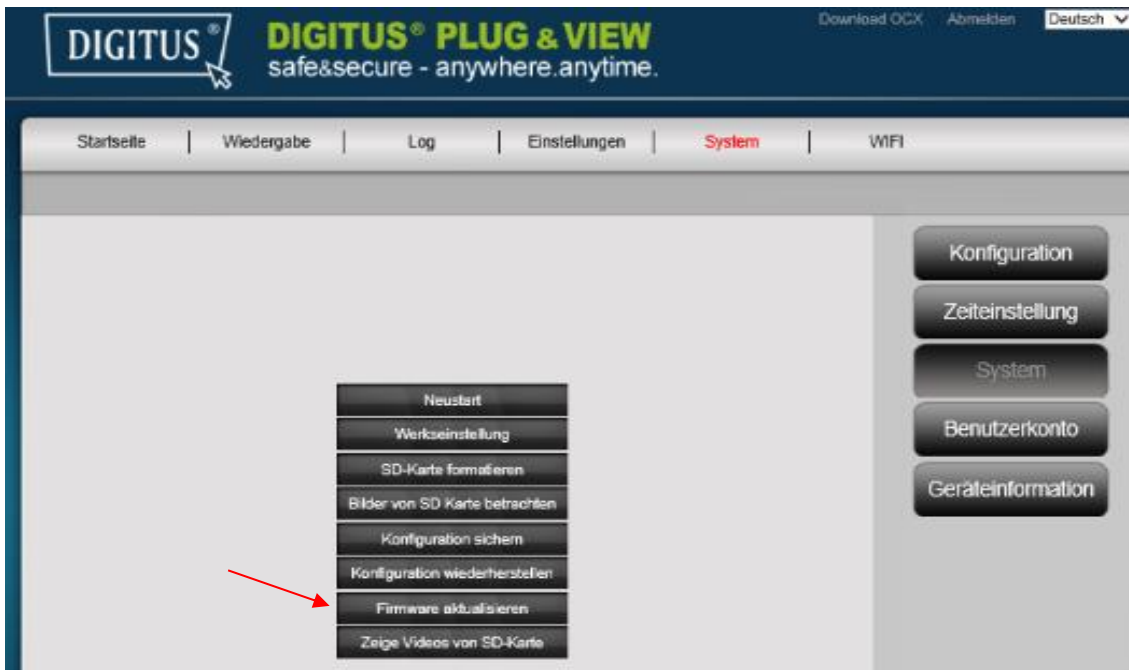 Download OCX Abmelden Deutsch
DIGITUS®
DIGITUS® PLUG & VIEW
safe&secure - anywhere.anytime.
Startseite | Wiedergabe | Log | Einstellungen | System | WIFI
Konfiguration
Zeiteinstellung
System
Benutzerkonto
Geräteinformation
Neustart
Werkseinstellung
SD-Karte formatieren
Bilder von SD Karte betrachten
Konfiguration sichern
Konfiguration wiederherstellen
Firmware aktualisieren
Zeige Videos von SD-Karte